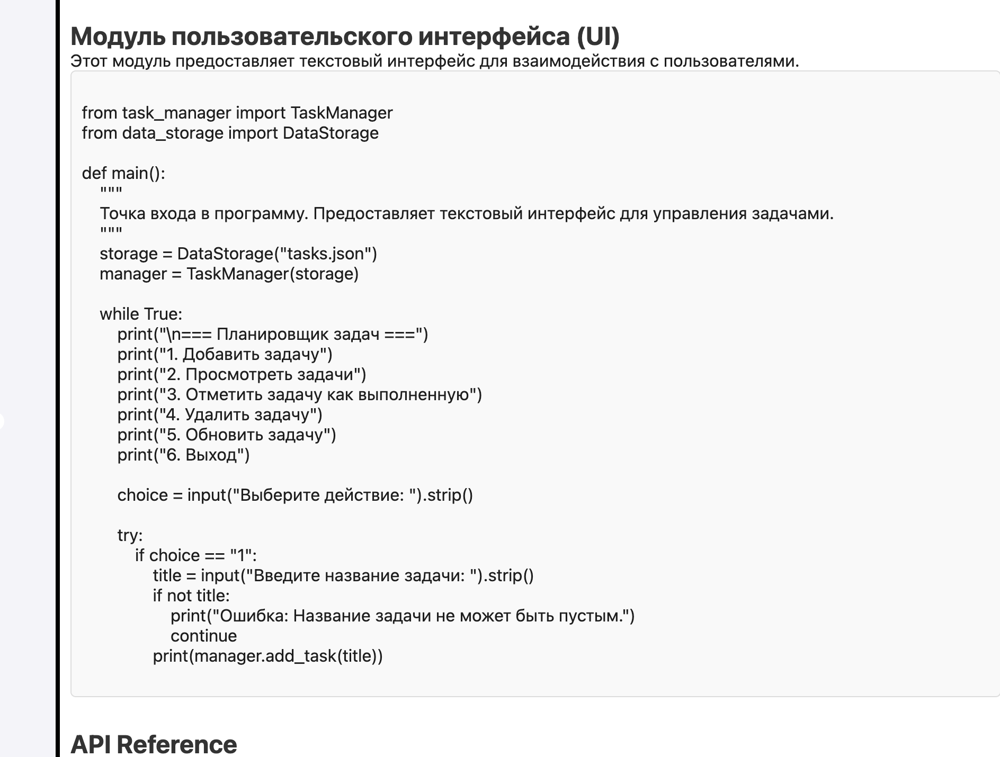 Модуль пользовательского интерфейса (UI)
Этот модуль предоставляет текстовый интерфейс для взаимодействия с пользователями.
from task_manager import TaskManager
from data_storage import DataStorage
def main():
"""
Точка входа в программу. Предоставляет текстовый интерфейс для управления задачами.
"""
storage = DataStorage("tasks.json")
manager = TaskManager(storage)
while True:
print("\n=== Планировщик задач ===")
print("1. Добавить задачу")
print("2. Просмотреть задачи")
print("3. Отметить задачу как выполненную")
print("4. Удалить задачу")
print("5. Обновить задачу")
print("6. Выход")
choice = input("Выберите действие: ").strip()
try:
if choice == "1":
title = input("Введите название задачи: ").strip()
if not title:
print("Ошибка: Название задачи не может быть пустым.")
continue
print(manager.add_task(title))
API Reference